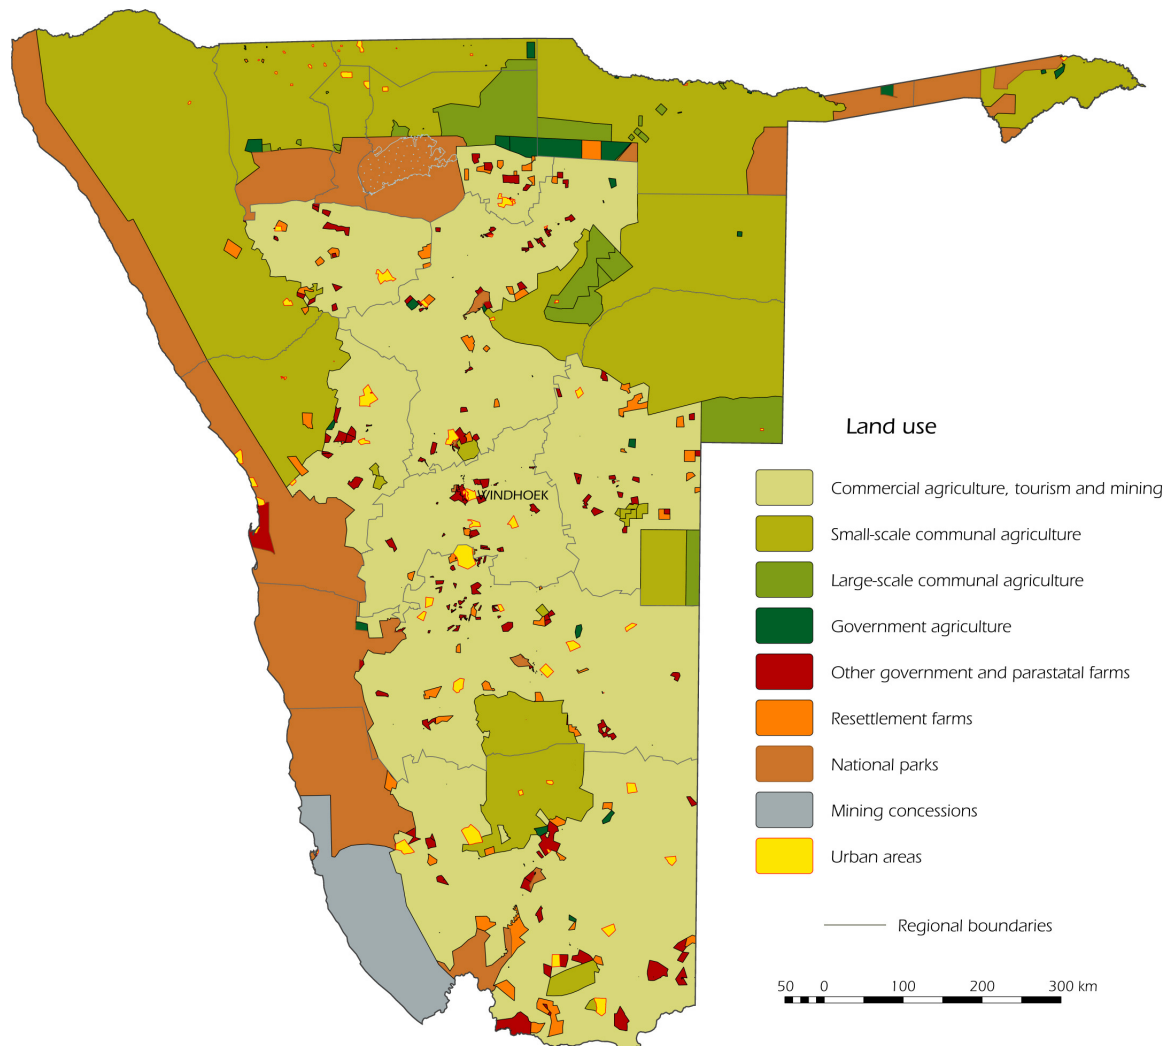 WINDHOEK
Land use
Commercial agriculture, tourism and mining
Small-scale communal agriculture
Large-scale communal agriculture
Government agriculture
Other government and parastatal farms
Resettlement farms
National parks
Mining concessions
Urban areas
Regional boundaries
50 0 100 200 300 km